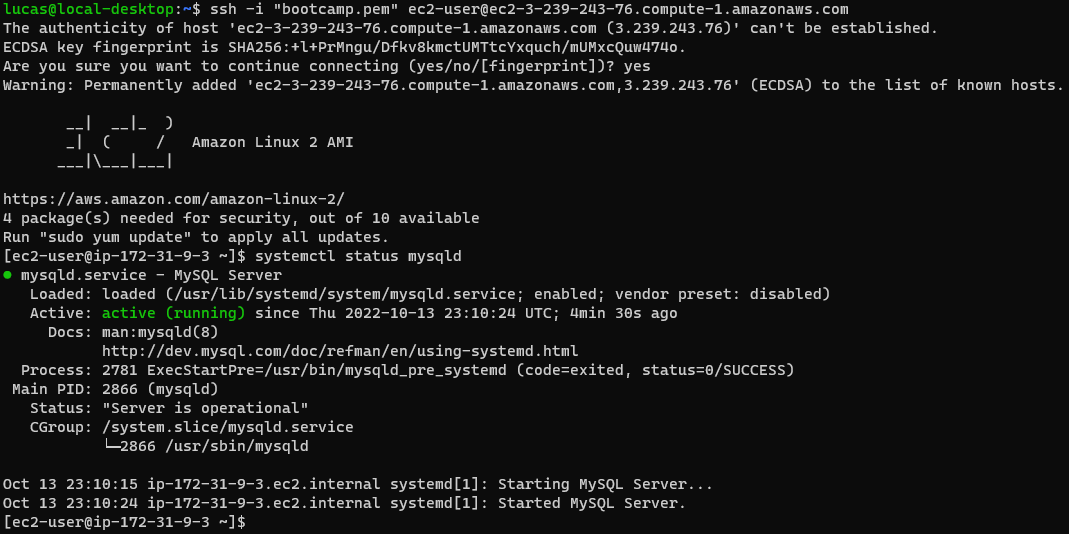 lucas@local-desktop:~$ ssh -i "bootcamp.pem" ec2-user@ec2-3-239-243-76.compute-1.amazonaws.com
The authenticity of host 'ec2-3-239-243-76.compute-1.amazonaws.com (3.239.243.76)' can't be established.
ECDSA key fingerprint is SHA256:+l+PrMngu/Dfkv8kmctUMTtcYxquch/mUMxcQuw474o.
Are you sure you want to continue connecting (yes/no/[fingerprint])? yes
Warning: Permanently added 'ec2-3-239-243-76.compute-1.amazonaws.com,3.239.243.76' (ECDSA) to the list of known hosts.
       __|  __|_  )
       _|  (     /   Amazon Linux 2 AMI
      ___|\___|___|
https://aws.amazon.com/amazon-linux-2/
4 package(s) needed for security, out of 10 available
Run "sudo yum update" to apply all updates.
[ec2-user@ip-172-31-9-3 ~]$ systemctl status mysqld
● mysqld.service - MySQL Server
   Loaded: loaded (/usr/lib/systemd/system/mysqld.service; enabled; vendor preset: disabled)
   Active: active (running) since Thu 2022-10-13 23:10:24 UTC; 4min 30s ago
     Docs: man:mysqld(8)
           http://dev.mysql.com/doc/refman/en/using-systemd.html
  Process: 2781 ExecStartPre=/usr/bin/mysqld_pre_systemd (code=exited, status=0/SUCCESS)
 Main PID: 2866 (mysqld)
   Status: "Server is operational"
   CGroup: /system.slice/mysqld.service
           └─2866 /usr/sbin/mysqld
Oct 13 23:10:15 ip-172-31-9-3.ec2.internal systemd[1]: Starting MySQL Server...
Oct 13 23:10:24 ip-172-31-9-3.ec2.internal systemd[1]: Started MySQL Server.
[ec2-user@ip-172-31-9-3 ~]$